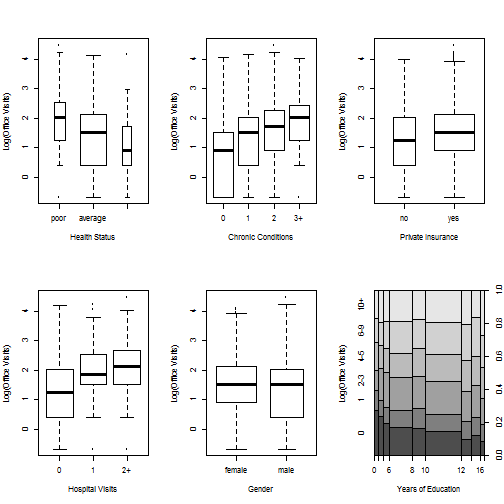 Log(Office Visits)
0 1 2 3 4
poor average
Health Status
Log(Office Visits)
0 1 2 3 4
0 1 2 3+
Chronic Conditions
Log(Office Visits)
0 1 2 3 4
no yes
Private Insurance
Log(Office Visits)
0 1 2 3 4
0 1 2+
Hospital Visits
Log(Office Visits)
0 1 2 3 4
female male
Gender
0 1 2-3 4-5 6-9 10+
0.0 0.2 0.4 0.6 0.8 1.0
0 6 8 10 12 14 16
Years of Education